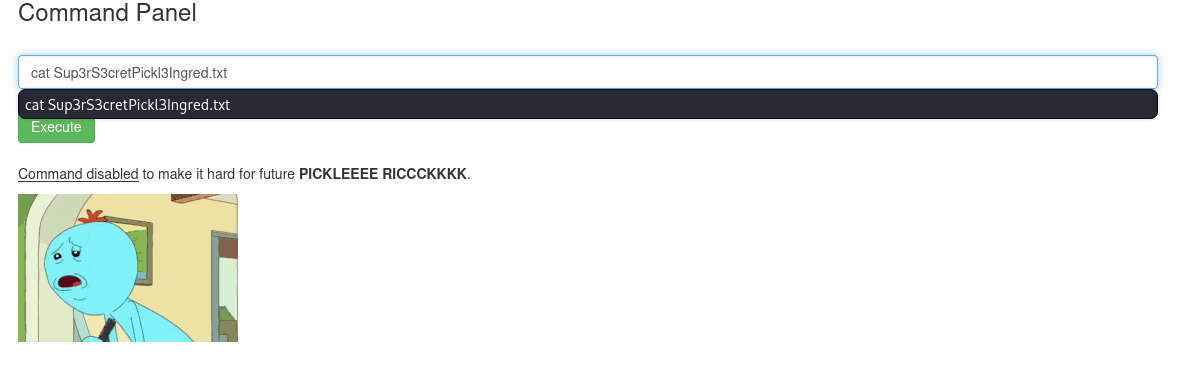 Command Panel
cat Sup3rS3cretPickl3Ingred.txt
cat Sup3rS3cretPickl3Ingred.txt
Execute
Command disabled to make it hard for future PICKLEEEE RICCCKKKK.